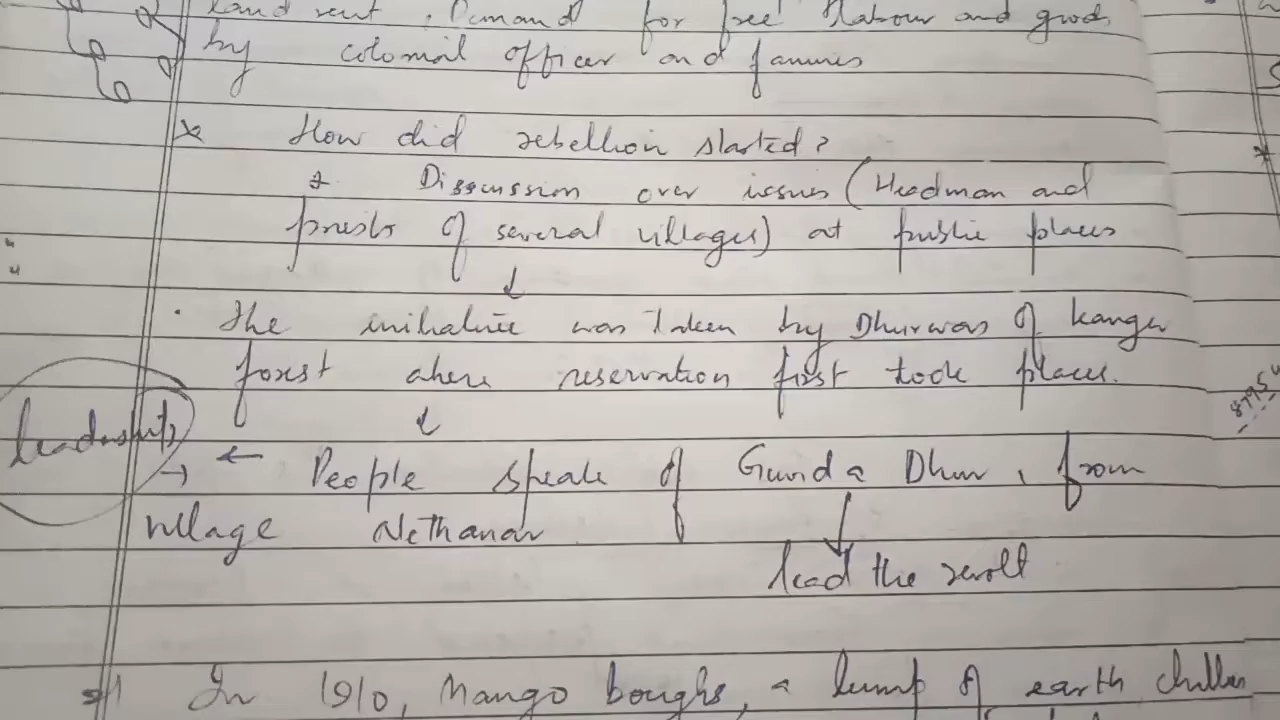 land rent, Demand for free labour and goods
by colonial officer and famines
* How did rebellion started?
Discussion over issues (Headman and
priests of several villages) at public places
↓
• The initiative was taken by Dhurwas of Kanger
forest where reservation first took places.
↓
leadership
→ ← People speak of Gunda Dhur, from
village Nethanar
lead the revolt
In 1910, Mango boughs, a lump of earth, chillies